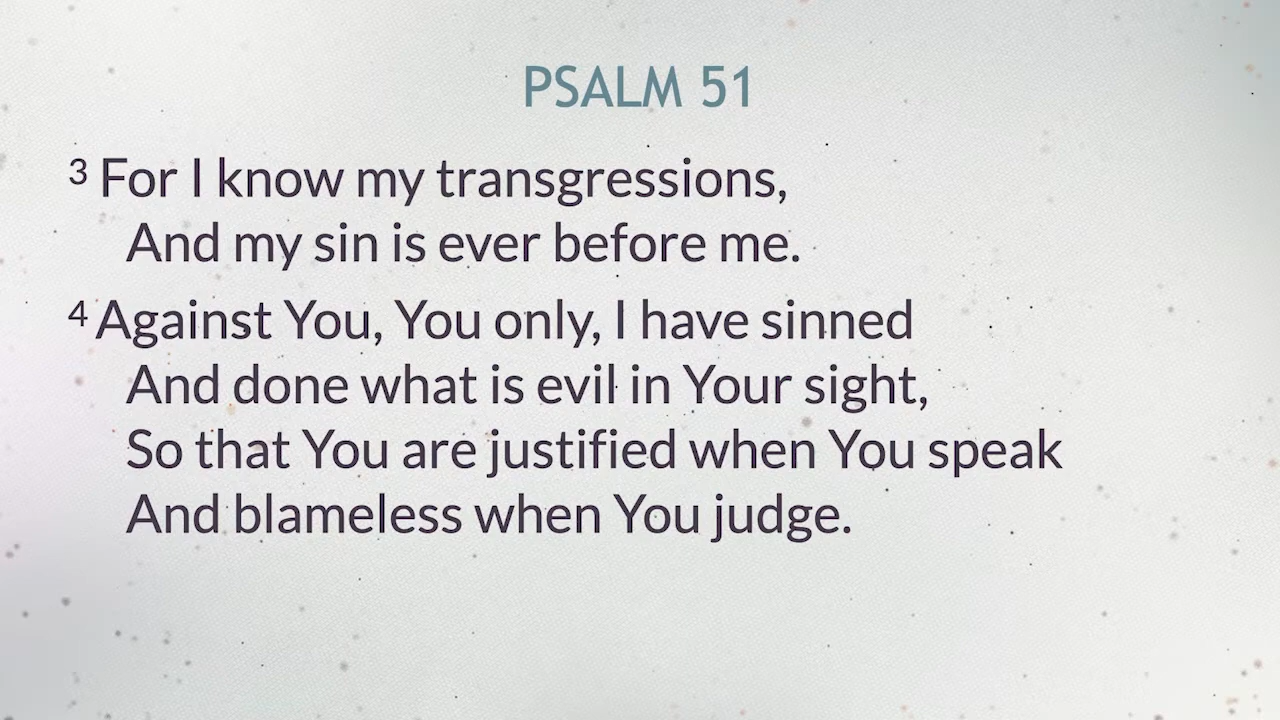 PSALM 51
3 For I know my transgressions,
And my sin is ever before me.
4 Against You, You only, I have sinned
And done what is evil in Your sight,
So that You are justified when You speak
And blameless when You judge.